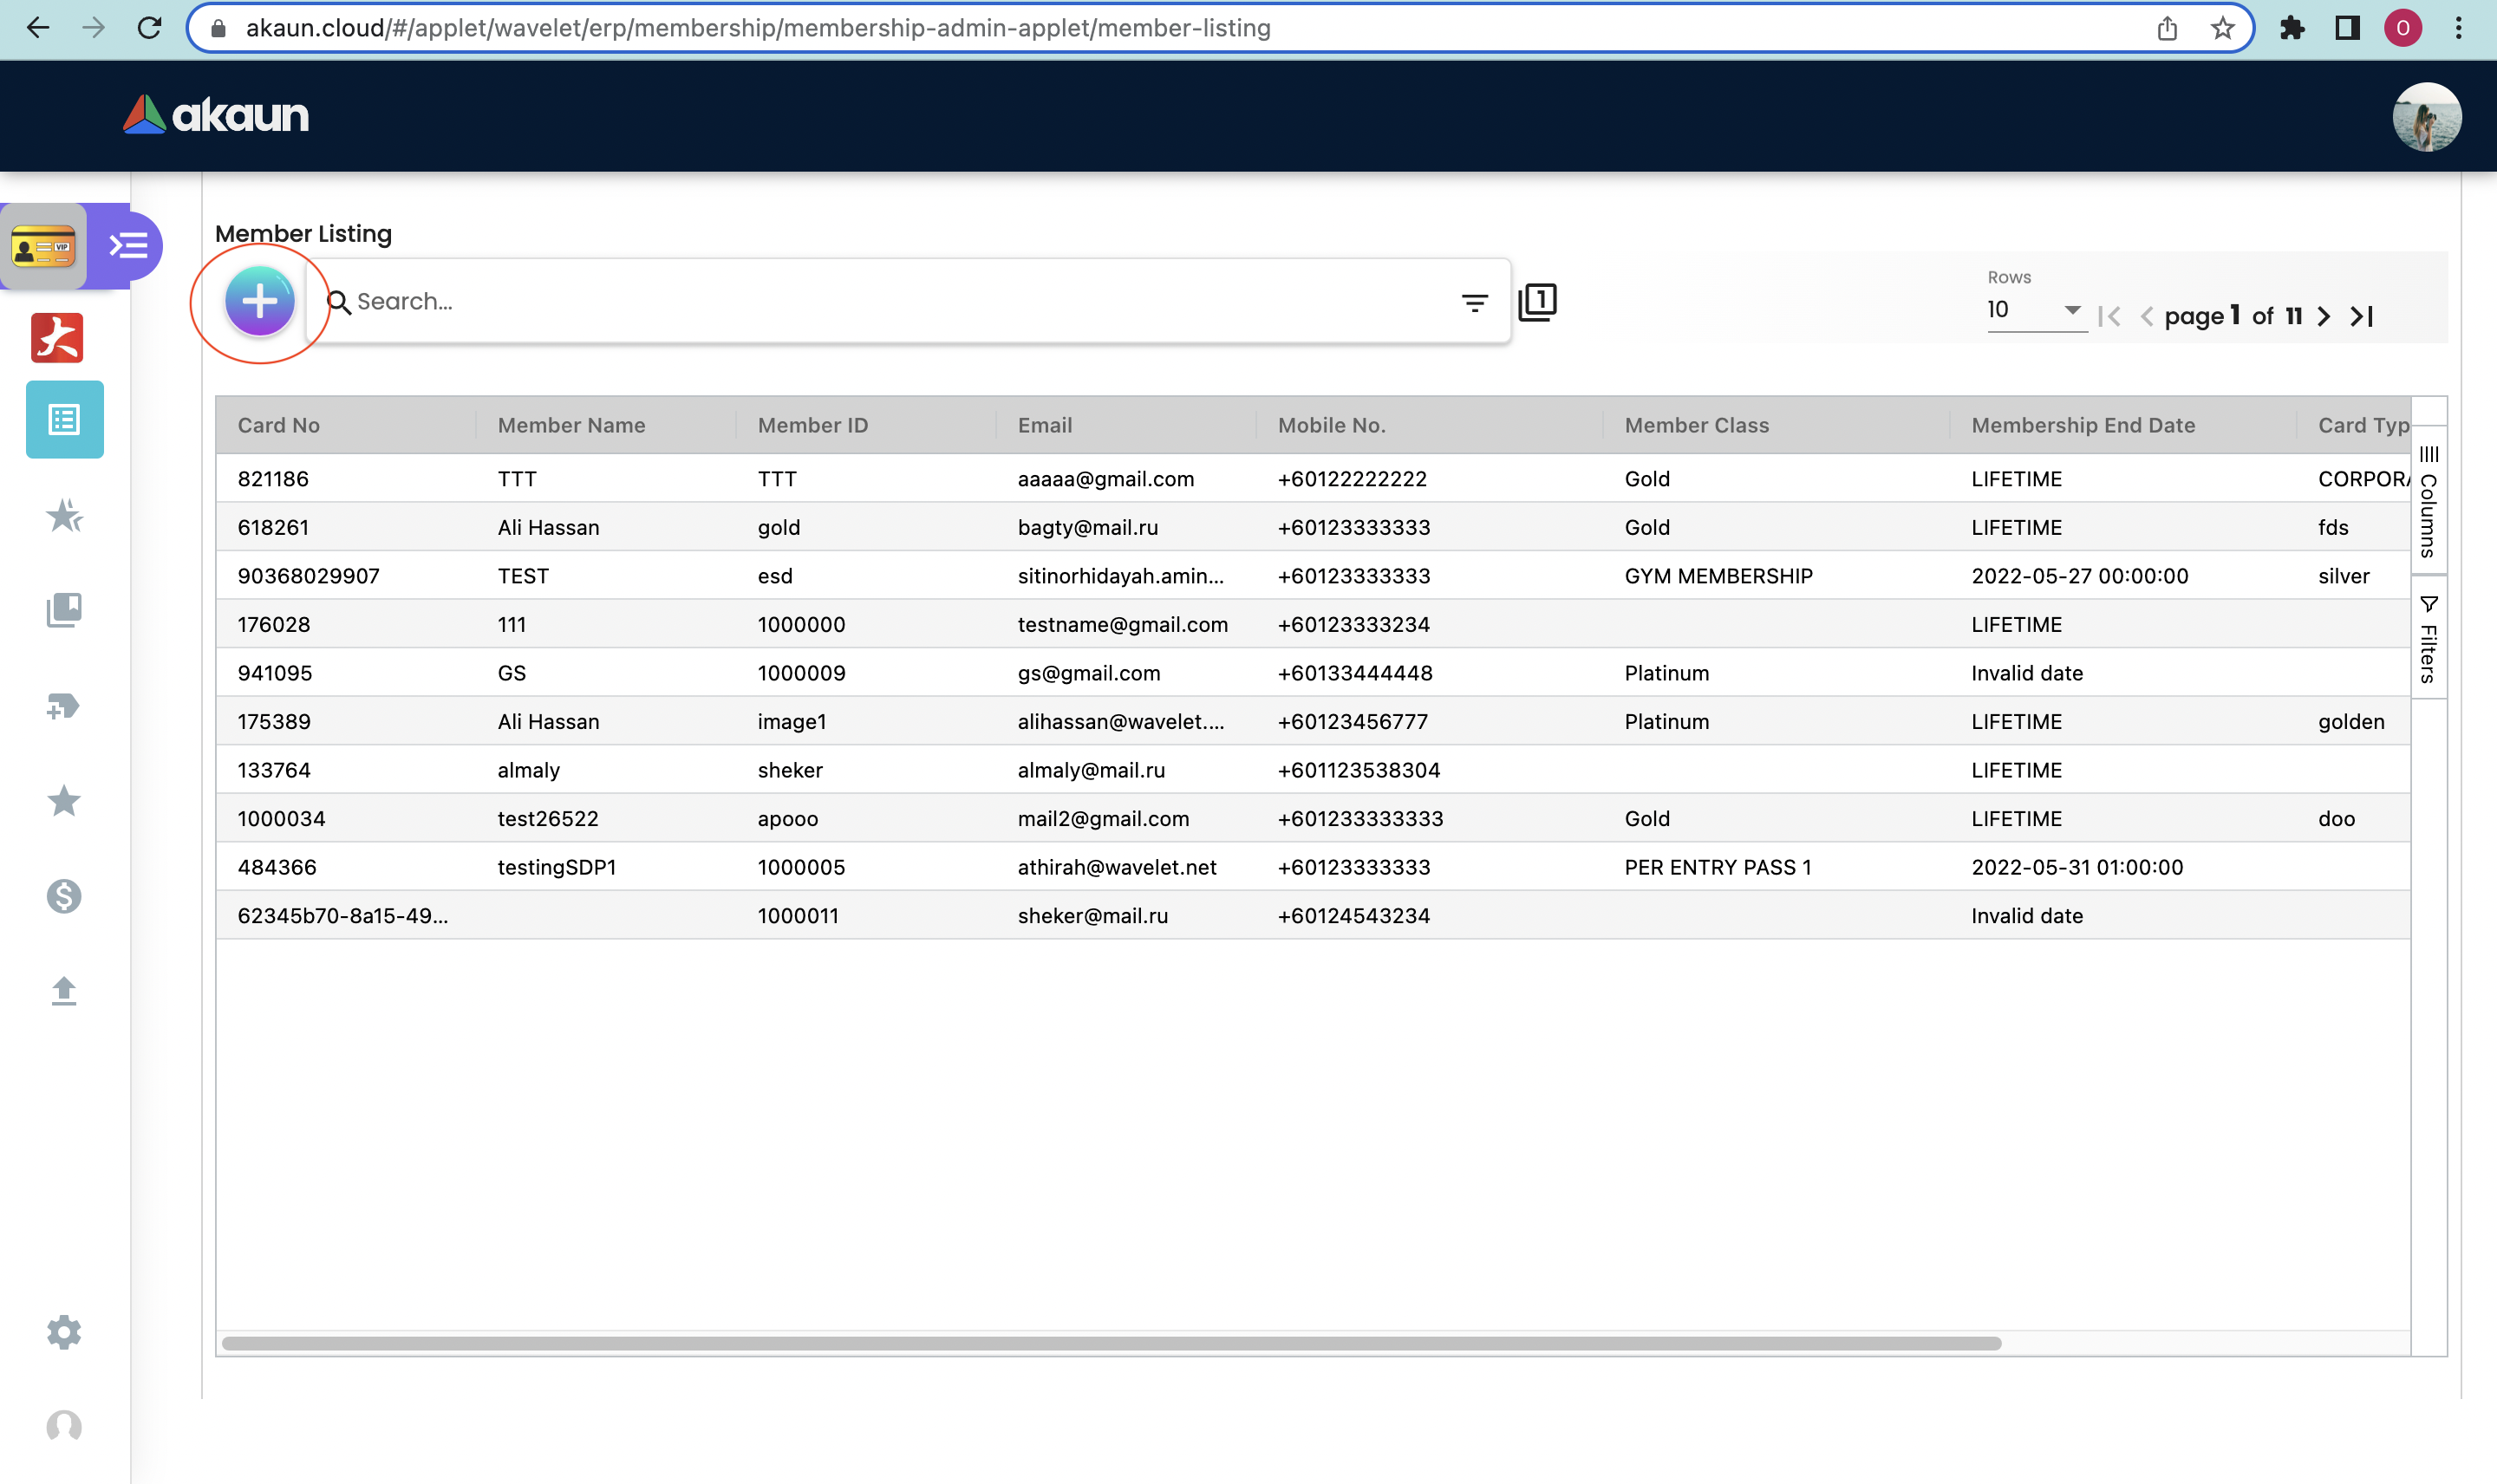 akaun.cloud/#/applet/wavelet/erp/membership/membership-admin-applet/member-listing
O
akaun
VIP
Member Listing
Search...
1
Rows
10
page 1 of 11
Card No Member Name Member ID Email Mobile No. Member Class Membership End Date Card Typ
821186 TTT TTT aaaaa@gmail.com +60122222222 Gold LIFETIME CORPORA
618261 Ali Hassan gold bagty@mail.ru +60123333333 Gold LIFETIME fds
90368029907 TEST esd sitinorhidayah.amin... +60123333333 GYM MEMBERSHIP 2022-05-27 00:00:00 silver
176028 111 1000000 testname@gmail.com +60123333234 LIFETIME
941095 GS 1000009 gs@gmail.com +60133444448 Platinum Invalid date
175389 Ali Hassan image1 alihassan@wavelet.... +60123456777 Platinum LIFETIME golden
133764 almaly sheker almaly@mail.ru +601123538304 LIFETIME
1000034 test26522 apooo mail2@gmail.com +601233333333 Gold LIFETIME doo
484366 testingSDP1 1000005 athirah@wavelet.net +60123333333 PER ENTRY PASS 1 2022-05-31 01:00:00
62345b70-8a15-49... 1000011 sheker@mail.ru +60124543234 Invalid date
Columns
Filters